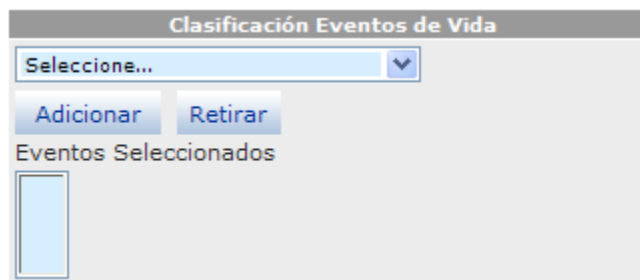 Clasificación Eventos de Vida
Seleccione...
Adicionar Retirar
Eventos Seleccionados